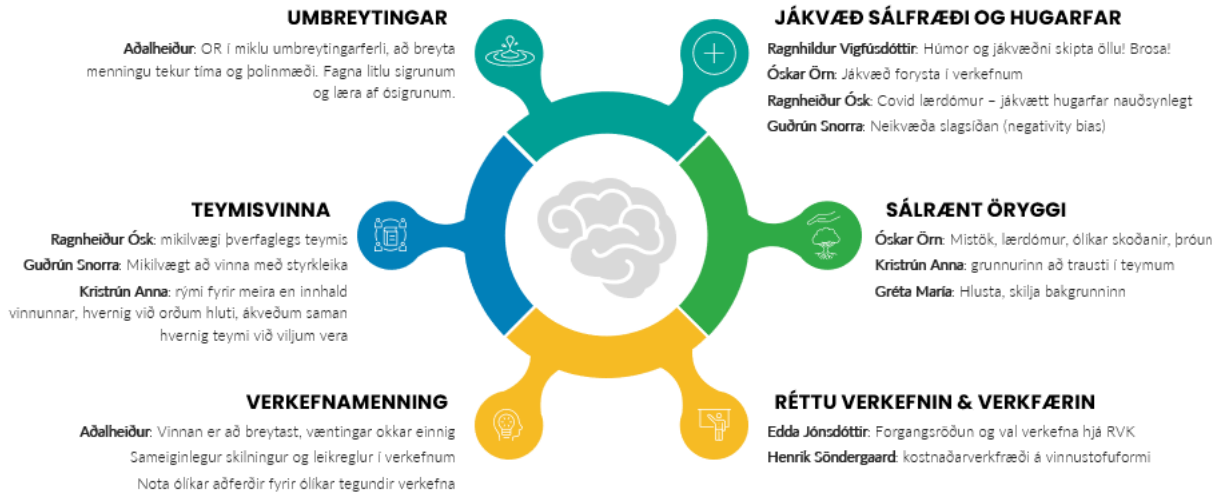 UMBREYTINGAR
Aðalheiður: OR í miklu umbreytingarferli, að breyta
menningu tekur tíma og þolinmæði. Fagna litlu sigrunum
og læra af ósigrunum.
JÁKVÆÐ SÁLFRÆÐI OG HUGARFAR
Ragnhildur Vigfúsdóttir: Húmor og jákvæðni skipta öllu! Brosa!
Óskar Örn: Jákvæð forysta í verkefnum
Ragnheiður Ósk: Covid lærdómur – jákvætt hugarfar nauðsynlegt
Guðrún Snorra: Neikvæða slagsíðan (negativity bias)
TEYMISVINNA
Ragnheiður Ósk: mikilvægi þverfaglegs teymis
Guðrún Snorra: Mikilvægt að vinna með styrkleika
Kristrún Anna: rými fyrir meira en innhald
vinnunnar, hvernig við orðum hluti, ákveðum saman
hvernig teymi við viljum vera
SÁLRÆNT ÖRYGGI
Óskar Örn: Mistök, lærdómur, ólíkar skoðanir, þróun
Kristrún Anna: grunnurinn að trausti í teymum
Gréta María: Hlusta, skilja bakgrunninn
VERKEFNAMENNING
Aðalheiður: Vinnan er að breytast, væntingar okkar einnig
Sameiginlegur skilningur og leikreglur í verkefnum
Nota ólíkar aðferðir fyrir ólíkar tegundir verkefna
RÉTTU VERKEFNIN & VERKFÆRIN
Edda Jónsdóttir: Forgangsröðun og val verkefna hjá RVK
Henrik Söndergaard: kostnaðarverkfræði á vinnustofuformi